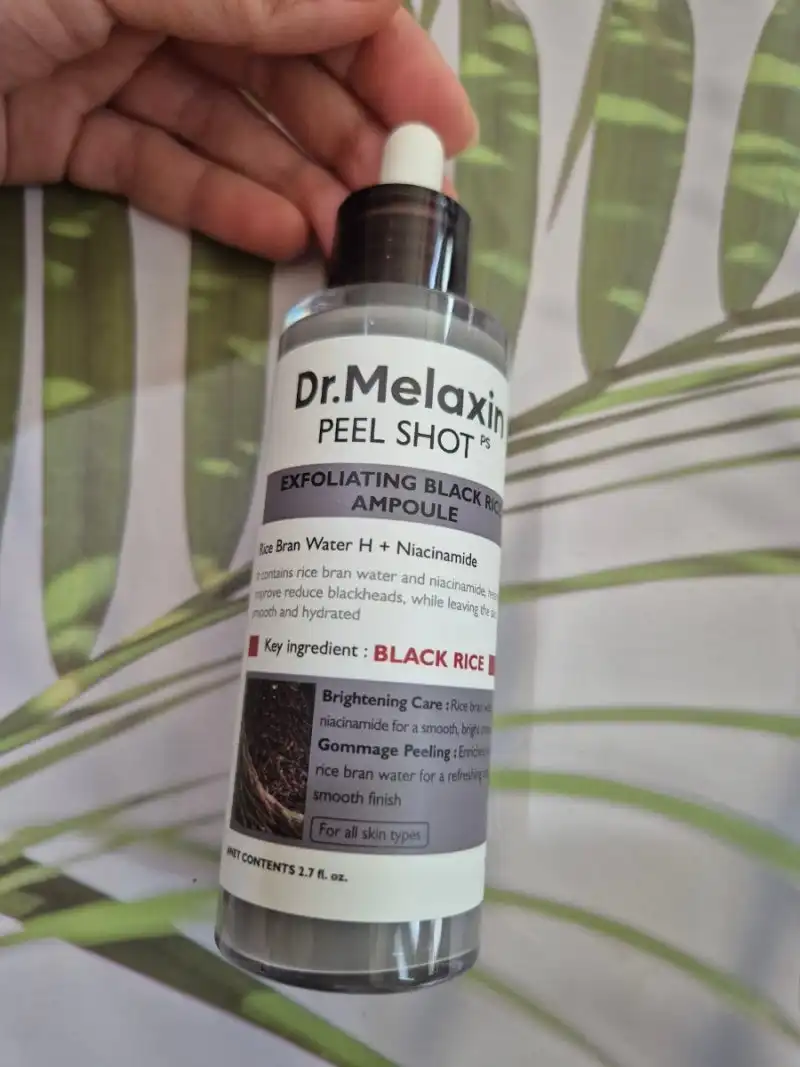 Dr.Melaxin
PEEL SHOT PS
EXFOLIATING BLACK
AMPOULE
Rice Bran Water H + Niacinamide
contains rice bran water and niacinamide,
improve reduce blackheads, while leaving the
smooth and hydrated
Key ingredient : BLACK RICE
Brightening Care : Rice bran
niacinamide for a smooth, bright
Gommage Peeling :
rice bran water for a refreshing
smooth finish
For all skin types
NET CONTENTS 2.7 fl. oz.